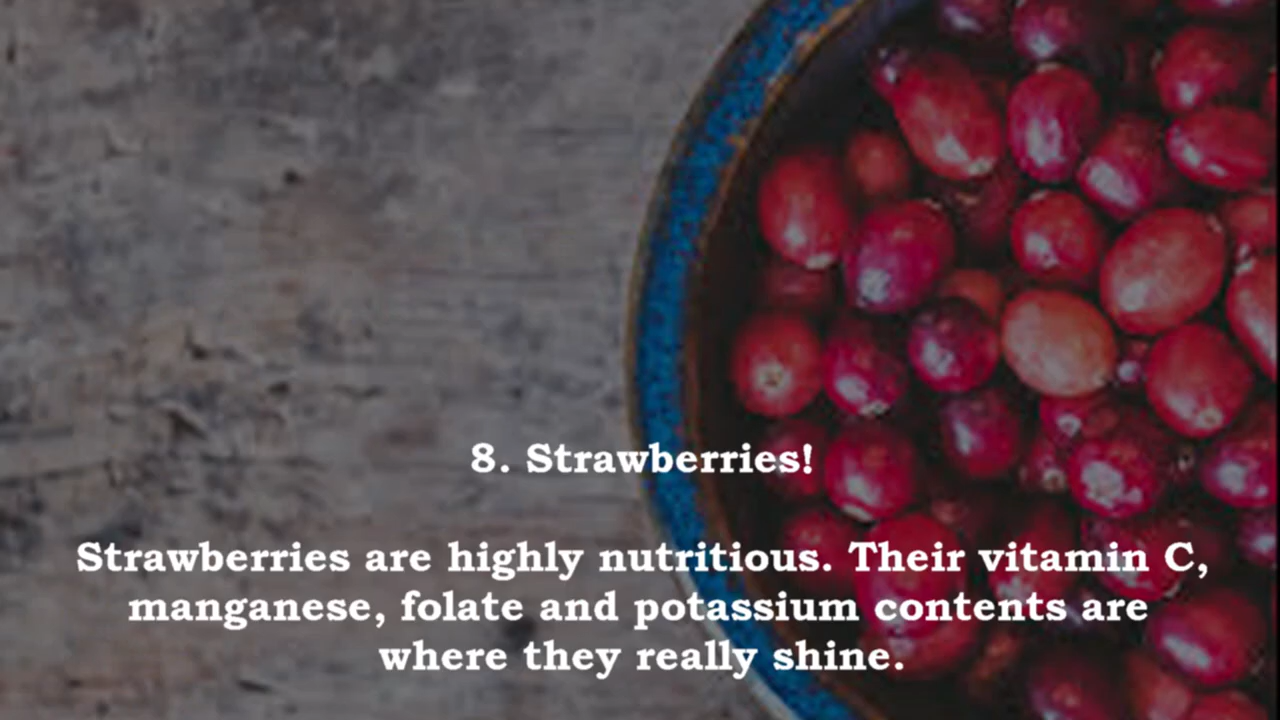 8. Strawberries!
Strawberries are highly nutritious. Their vitamin C,
manganese, folate and potassium contents are
where they really shine.